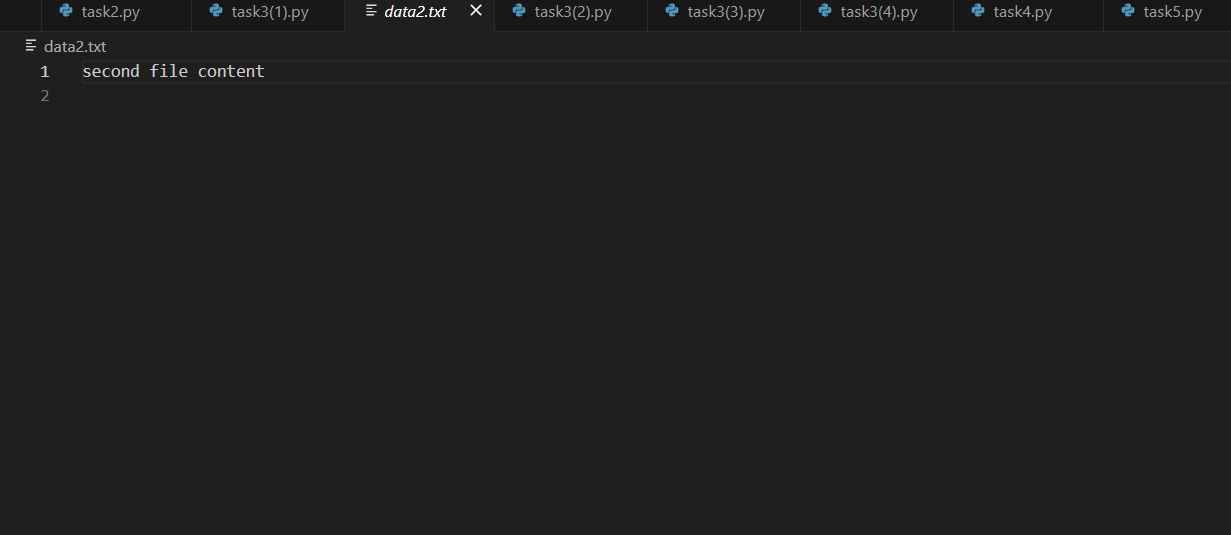 task2.py task3(1).py data2.txt task3(2).py task3(3).py task3(4).py task4.py task5.py
data2.txt
1 second file content
2